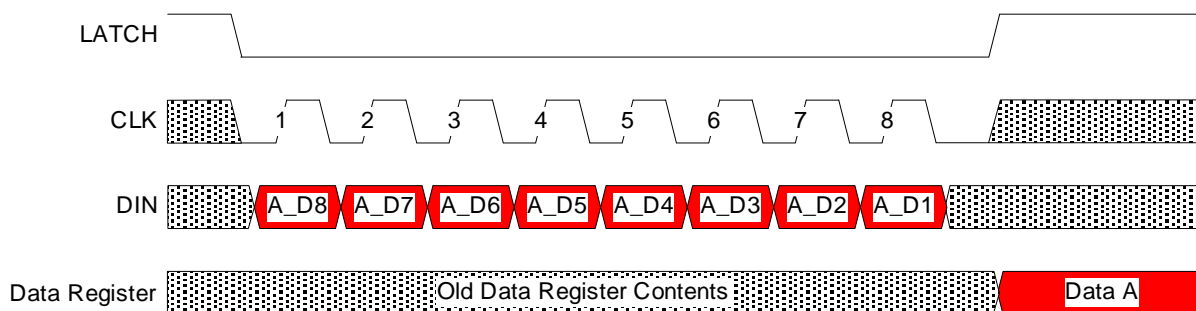 LATCH
CLK 1 2 3 4 5 6 7 8
DIN A_D8 A_D7 A_D6 A_D5 A_D4 A_D3 A_D2 A_D1
Data Register Old Data Register Contents Data A